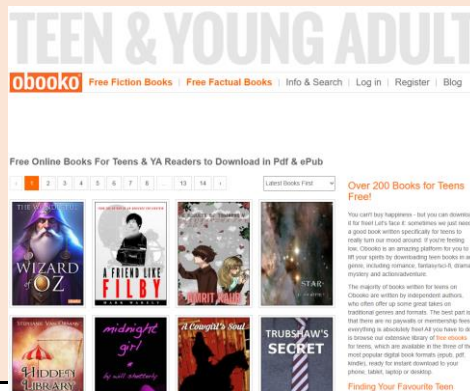 TEEN & YOUNG ADULT
obooko Free Fiction Books | Free Factual Books | Info & Search | Log in | Register | Blog
Free Online Books For Teens & YA Readers to Download in Pdf & ePub
‹ 1 2 3 4 5 6 7 8 ... 13 14 ›
Latest Books First
WIZARD
of OZ
A FRIEND LIKE
FILBY
AMRIT KAUR
STAR
HIDDEN
LIBRARY
midnight
girl
A Cowgirl's Soul
TRUBSHAW'S
SECRET
Over 200 Books for Teens
Free!
You can't buy happiness - but you can downlo
it for free! Let's face it: sometimes we just need
a good book written specifically for teens to
really turn our mood around. If you're feeling
low, Obooko is an amazing platform for you to
lift your spirits by downloading teen books in an
genre, including romance, fantasy/sci-fi, drama
mystery and action/adventure.
The majority of books written for teens on
Obooko are written by independent authors,
who often offer up some great takes on
traditional genres and formats. The best part is
that there are no paywalls or membership fees
everything is absolutely free! All you have to do
is browse our extensive library of free ebooks
for teens, which are available in the three of the
most popular digital book formats (epub, pdf,
kindle), ready for instant download to your
phone, tablet, laptop or desktop.
Finding Your Favourite Teen